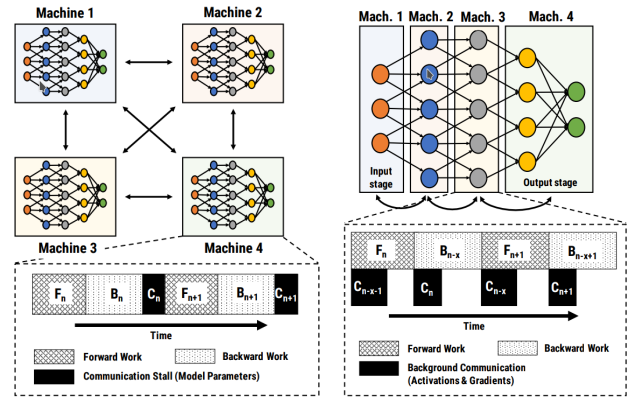 Machine 1
Machine 2
Machine 3
Machine 4
Fn
Bn
Cn
Fn+1
Bn+1
Cn+1
Time
Forward Work
Backward Work
Communication Stall (Model Parameters)
Mach. 1
Mach. 2
Mach. 3
Mach. 4
Input
stage
Output stage
Fn
Bn-x
Fn+1
Bn-x+1
Cn-x-1
Cn
Cn-x
Cn+1
Time
Forward Work
Backward Work
Background Communication
(Activations & Gradients)